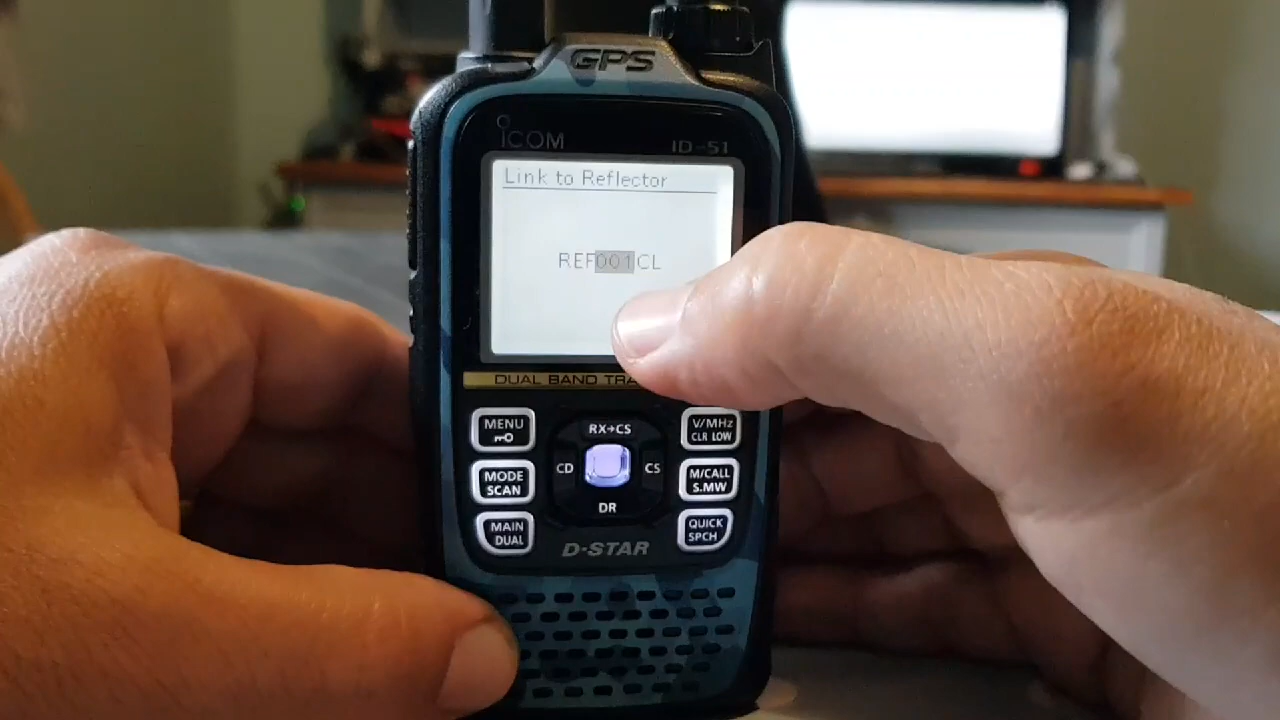 GPS
ICOM
ID-51
Link to Reflector
REF001CL
DUAL BAND
MENU
RX→CS
V/MHz
CLR LOW
CD
CS
MODE
SCAN
M/CALL
S.MW
DR
MAIN
DUAL
QUICK
SPCH
D-STAR